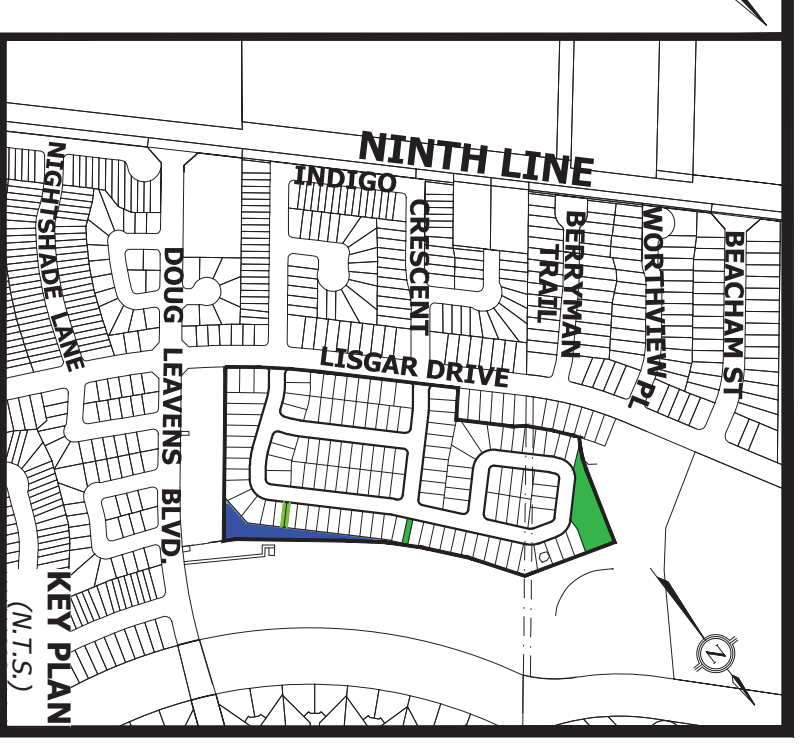 NINTH LINE
INDIGO
CRESCENT
NIGHTSHADE LANE
DOUG LEAVENS BLVD.
BERRYMAN
TRAIL
WORTHVIEW PL
BEACHAM ST
LISGAR DRIVE
KEY PLAN
(N.T.S.)
N